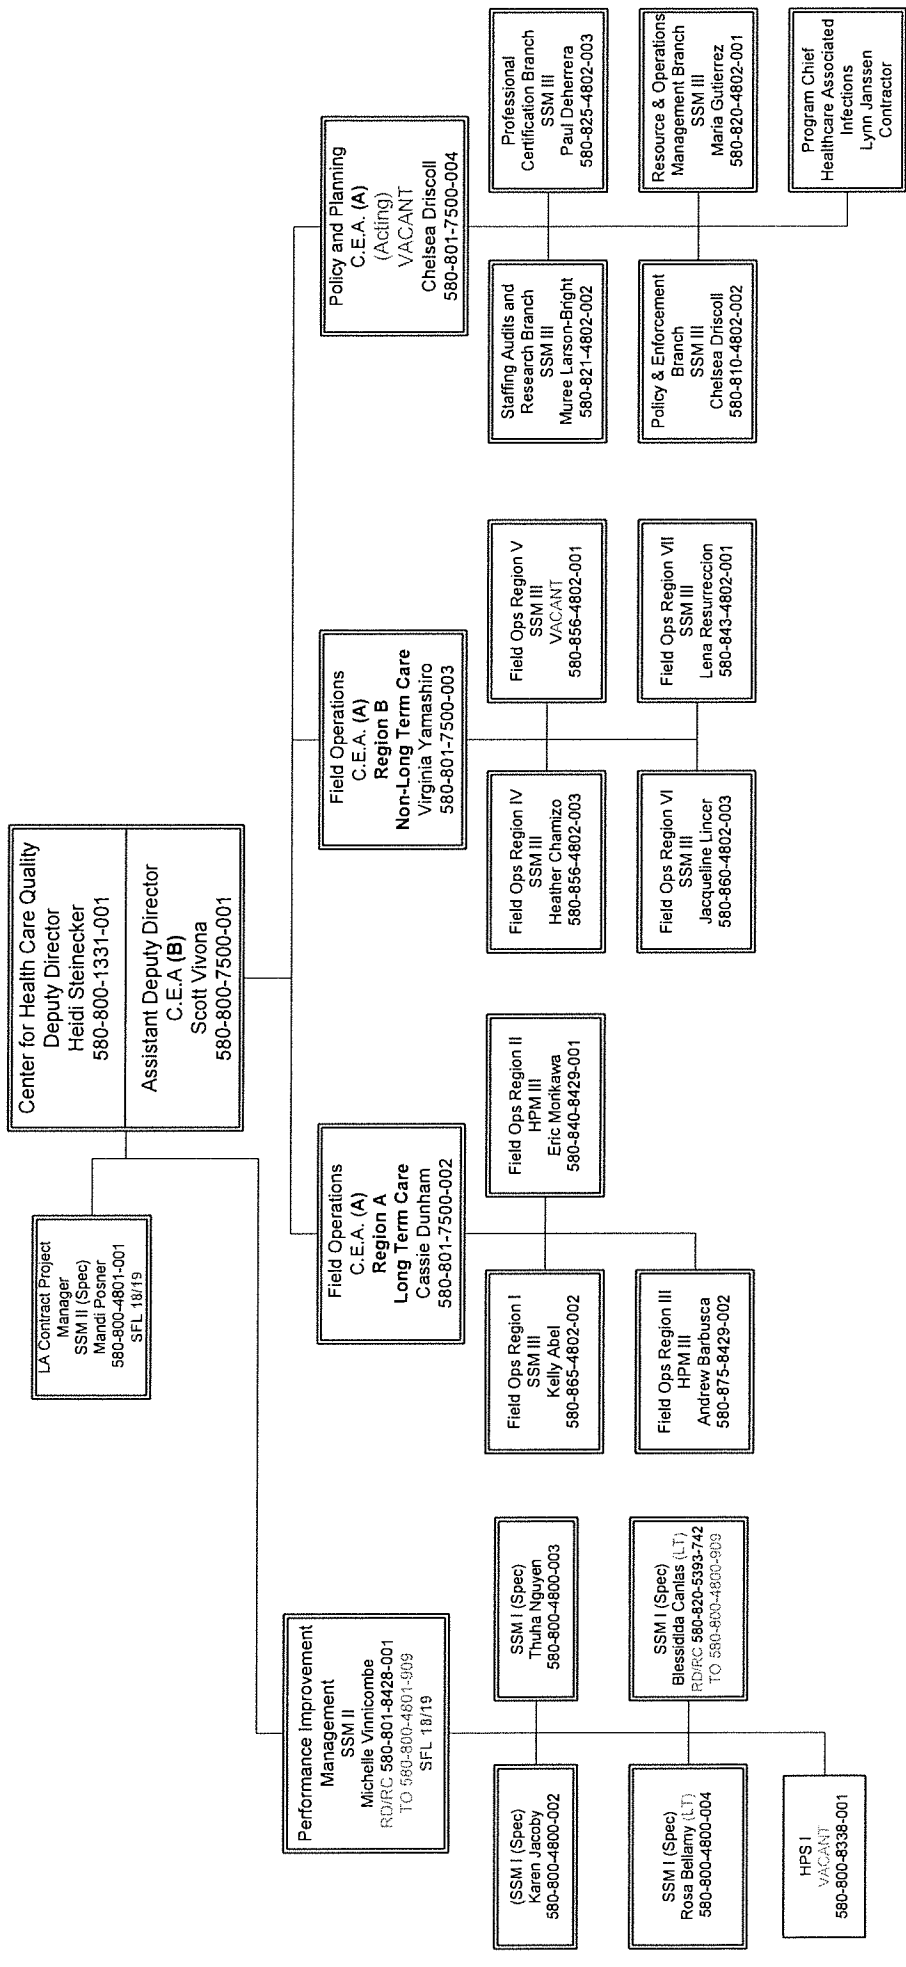 Center for Health Care Quality
Deputy Director
Heidi Steinecker
580-800-1331-001
Assistant Deputy Director
C.E.A (B)
Scott Vivona
580-800-7500-001
LA Contract Project
Manager
SSM II (Spec)
Mandi Posner
580-800-4801-001
SFL 18/19
Performance Improvement
Management
SSM II
Michelle Vinnicombe
RD/RC 580-801-8428-001
TO 580-800-4801-909
SFL 18/19
(SSM I (Spec)
Karen Jacoby
580-800-4800-002
SSM I (Spec)
Thuha Nguyen
580-800-4800-003
SSM I (Spec)
Rosa Bellamy (LT)
580-800-4800-004
SSM I (Spec)
Blessidlda Canlas (LT)
RD/RC 580-820-5393-742
TO 580-800-4800-909
HPS I
VACANT
580-800-8338-001
Field Operations
C.E.A. (A)
Region A
Long Term Care
Cassie Dunham
580-801-7500-002
Field Ops Region I
SSM III
Kelly Abel
580-865-4802-002
Field Ops Region II
HPM III
Eric Morikawa
580-840-8429-001
Field Ops Region III
HPM III
Andrew Barbusca
580-875-8429-002
Field Operations
C.E.A. (A)
Region B
Non-Long Term Care
Virginia Yamashiro
580-801-7500-003
Field Ops Region IV
SSM III
Heather Chamizo
580-856-4802-003
Field Ops Region V
SSM III
VACANT
580-856-4802-001
Field Ops Region VI
SSM III
Jacqueline Lincer
580-860-4802-003
Field Ops Region VII
SSM III
Lena Resurreccion
580-843-4802-001
Policy and Planning
C.E.A. (A)
(Acting)
VACANT
Chelsea Driscoll
580-801-7500-004
Staffing Audits and
Research Branch
SSM III
Muree Larson-Bright
580-821-4802-002
Professional
Certification Branch
SSM III
Paul Deherrera
580-825-4802-003
Policy & Enforcement
Branch
SSM III
Chelsea Driscoll
580-810-4802-002
Resource & Operations
Management Branch
SSM III
Maria Gutierrez
580-820-4802-001
Program Chief
Healthcare Associated
Infections
Lynn Janssen
Contractor